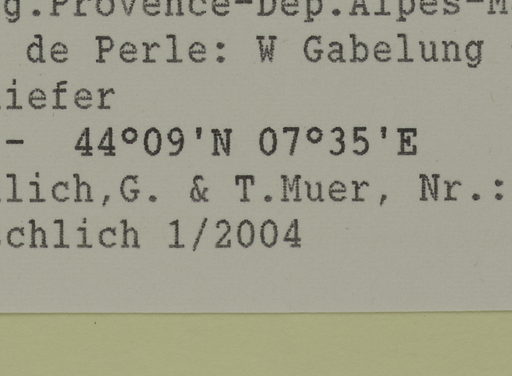 g.Provence-Dep.Alpes-M
de Perle: W Gabelung
iefer
- 44°09'N 07°35'E
lich,G. & T.Muer, Nr.:
chlich 1/2004